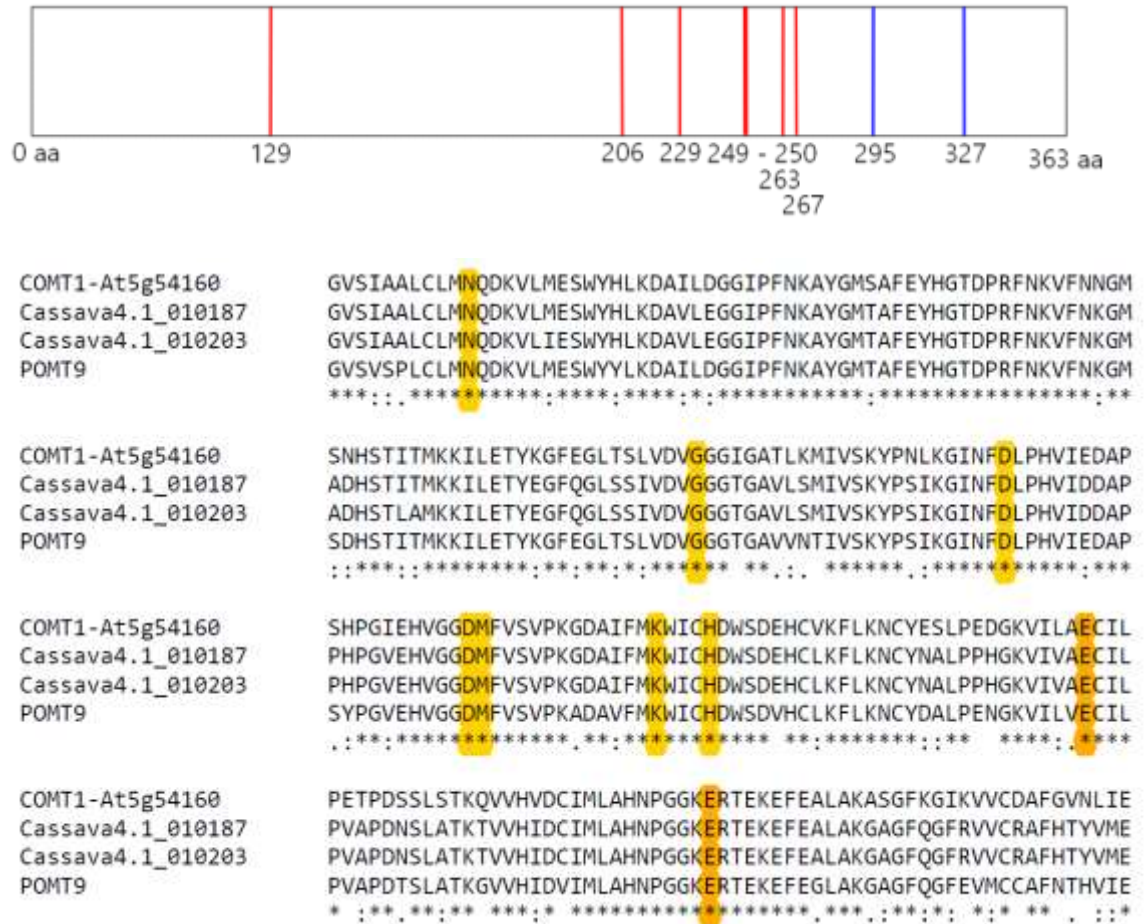 0 aa 129 206 229 249 - 250 295 327 363 aa
263
267
COMT1-At5g54160 GVSIAALCLMNQDKVLMESWYHLKDAILDGGIPFNKAYGMSAFEYHGTDPRFNKVFNNGM
Cassava4.1_010187 GVSIAALCLMNQDKVLMESWYHLKDAVLEGGIPFNKAYGMTAFEYHGTDPRFNKVFNKGM
Cassava4.1_010203 GVSIAALCLMNQDKVLIESWYHLKDAVLEGGIPFNKAYGMTAFEYHGTDPRFNKVFNKGM
POMT9 GVSVSPLCLMNQDKVLMESWYYLKDAILDGGIPFNKAYGMTAFEYHGTDPRFNKVFNKGM
***::.**********:****:****:*:***********:****************:**
COMT1-At5g54160 SNHSTITMKKILETYKGFEGLTSLVDVGGGIGATLKMIVSKYPNLKGINFDLPHVIEDAP
Cassava4.1_010187 ADHSTITMKKILETYEGFQGLSSIVDVGGGTGAVLSMIVSKYPSIKGINFDLPHVIDDAP
Cassava4.1_010203 ADHSTLAMKKILETYEGFQGLSSIVDVGGGTGAVLSMIVSKYPSIKGINFDLPHVIDDAP
POMT9 SDHSTITMKKILETYKGFEGLTSLVDVGGGTGAVVNTIVSKYPSIKGINFDLPHVIEDAP
::***::********:**:**:*:****** **.:. ******.:***********:***
COMT1-At5g54160 SHPGIEHVGGDMFVSVPKGDAIFMKWICHDWSDEHCVKFLKNCYESLPEDGKVILAECIL
Cassava4.1_010187 PHPGVEHVGGDMFVSVPKGDAIFMKWICHDWSDEHCLKFLKNCYNALPPHGKVIVAECIL
Cassava4.1_010203 PHPGVEHVGGDMFVSVPKGDAIFMKWICHDWSDEHCLKFLKNCYNALPPHGKVIVAECIL
POMT9 SYPGVEHVGGDMFVSVPKADAVFMKWICHDWSDVHCLKFLKNCYDALPENGKVILVECIL
.:**:*************.**:*********** **:*******::** ****:.****
COMT1-At5g54160 PETPDSSLSTKQVVHVDCIMLAHNPGGKERTEKEFEALAKASGFKGIKVVCDAFGVNLIE
Cassava4.1_010187 PVAPDNSLATKTVVHIDCIMLAHNPGGKERTEKEFEALAKGAGFQGFRVVCRAFHTYVME
Cassava4.1_010203 PVAPDNSLATKTVVHIDCIMLAHNPGGKERTEKEFEALAKGAGFQGFRVVCRAFHTYVME
POMT9 PVAPDTSLATKGVVHIDVIMLAHNPGGKERTEKEFEGLAKGAGFQGFEVMCCAFNTHVIE
* :**.**:** ***:* ******************.***.:**:*:.*:* ** . ::*